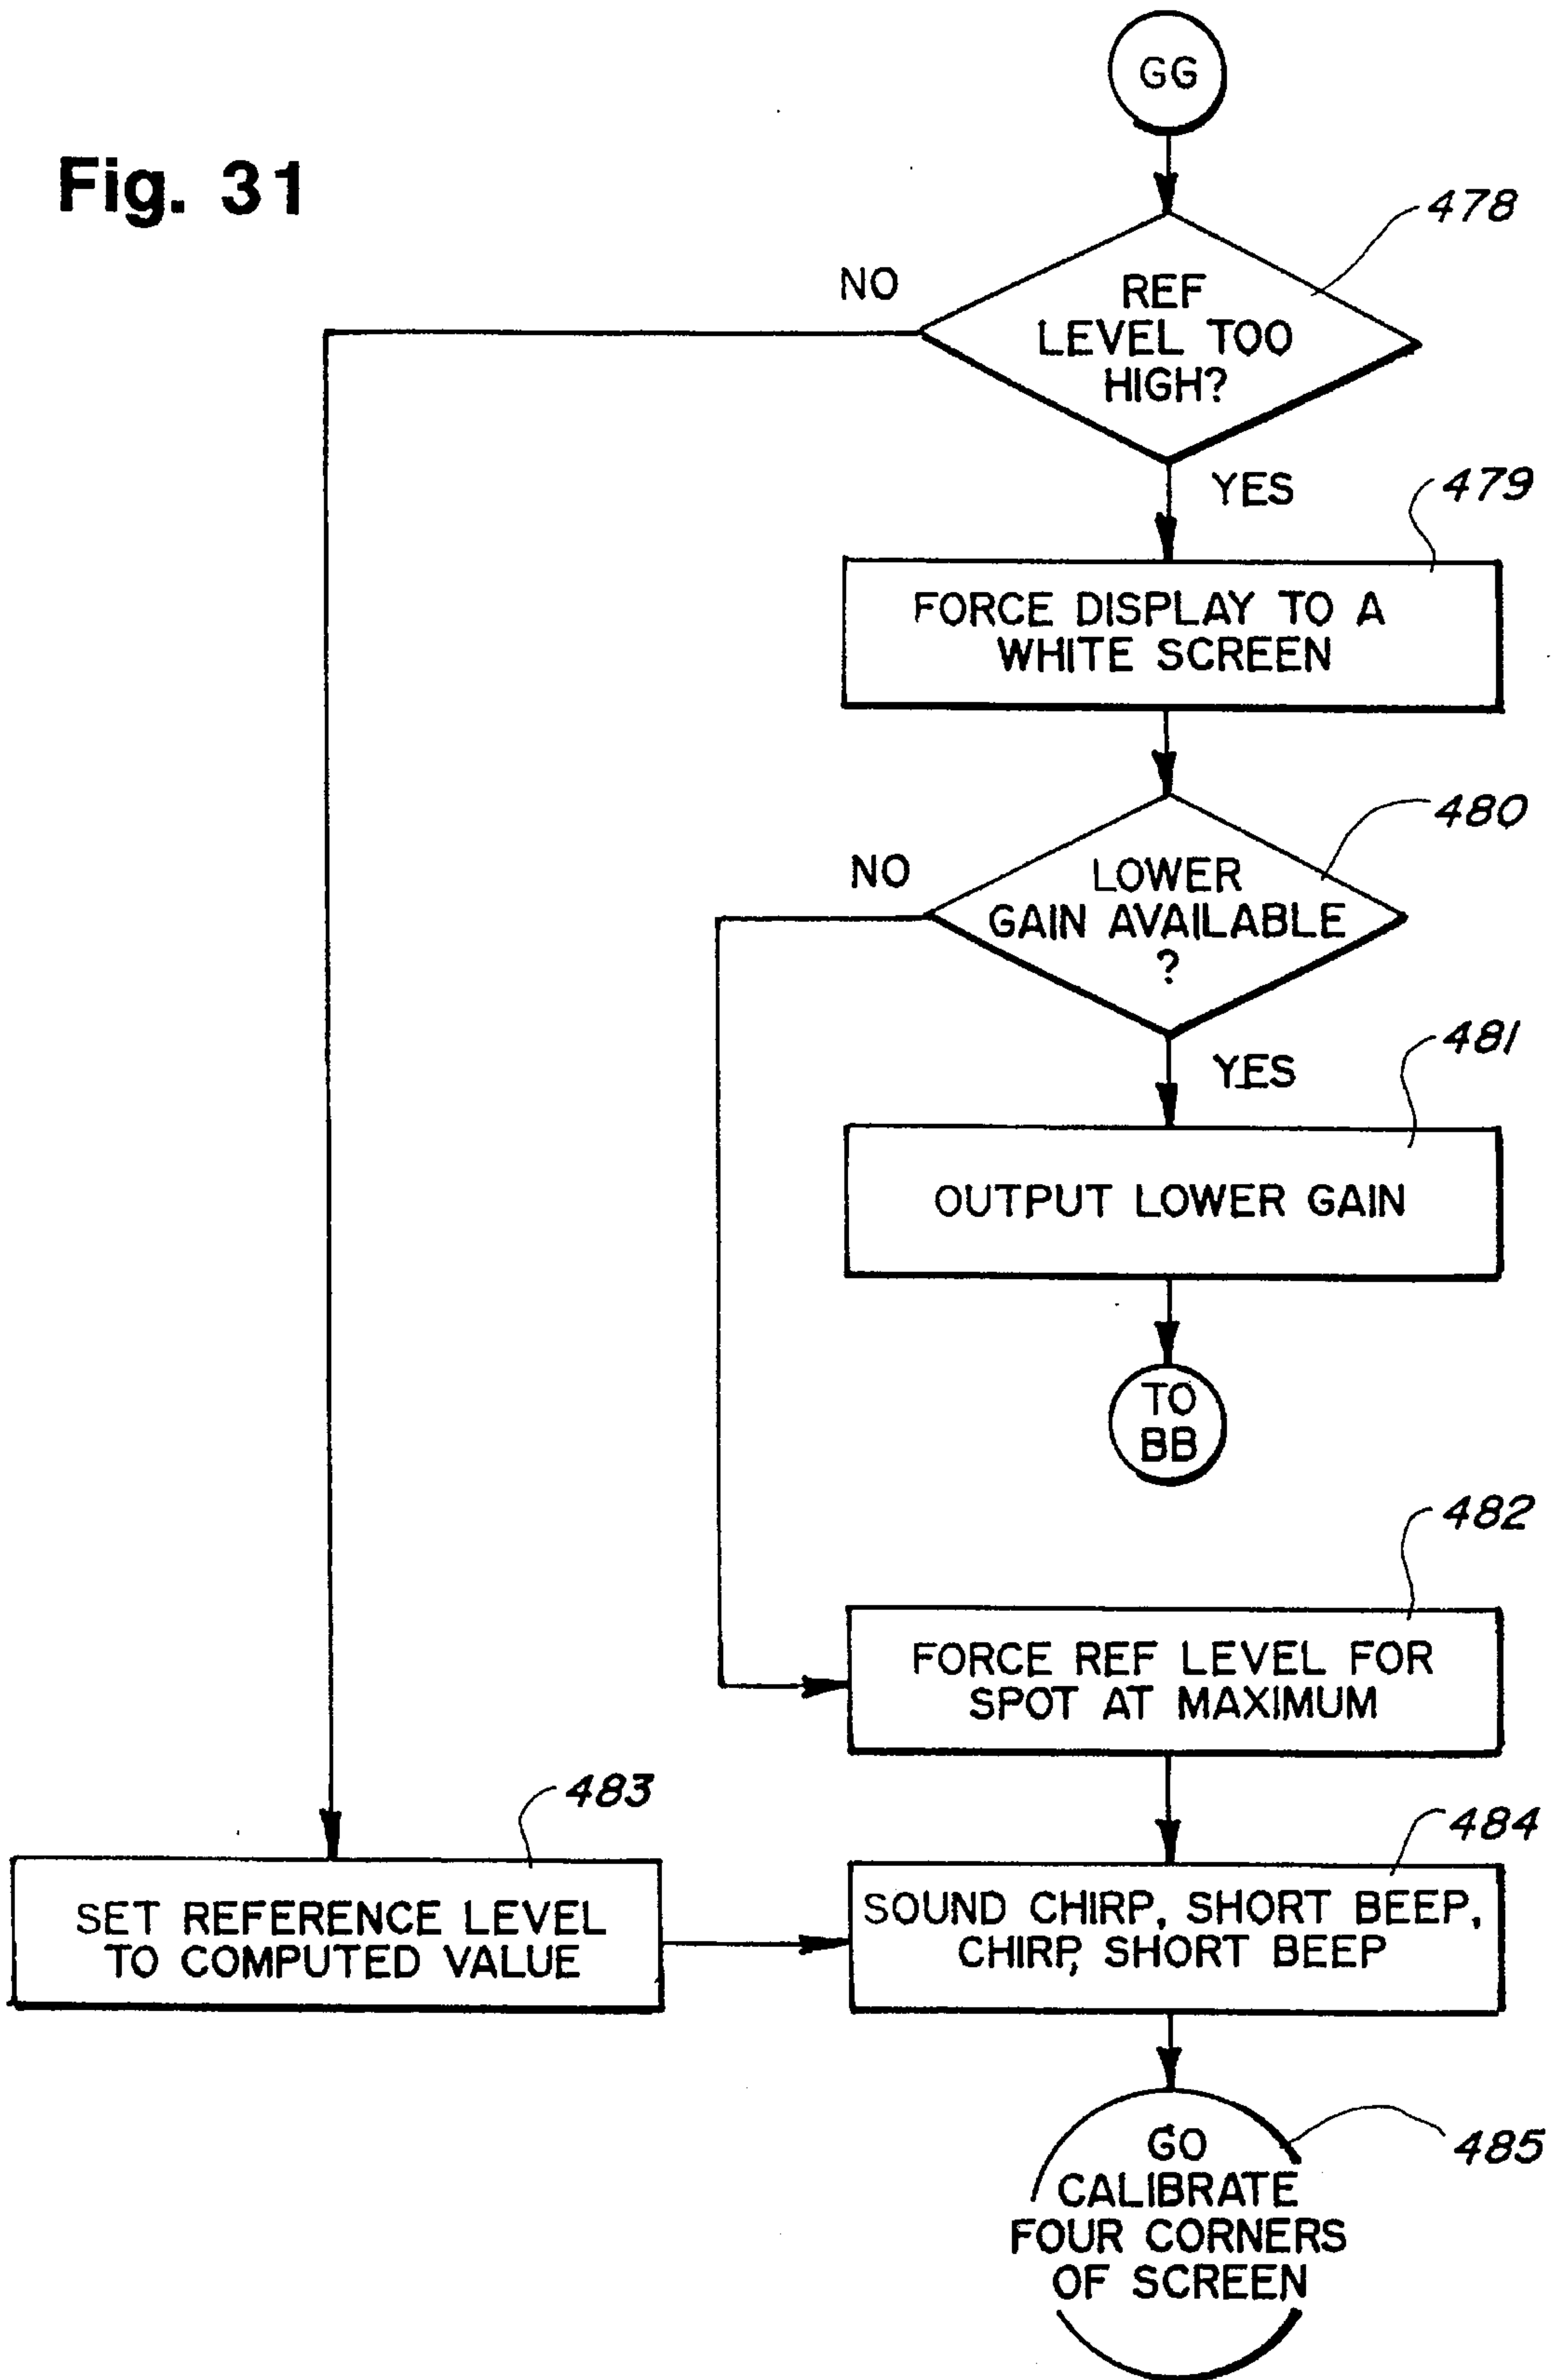 GG
Fig. 31
478
NO
REF
LEVEL TOO
HIGH?
YES
479
FORCE DISPLAY TO A
WHITE SCREEN
480
NO
LOWER
GAIN AVAILABLE
?
481
YES
OUTPUT LOWER GAIN
TO
BB
482
FORCE REF LEVEL FOR
SPOT AT MAXIMUM
483
SET REFERENCE LEVEL
TO COMPUTED VALUE
484
SOUND CHIRP, SHORT BEEP,
CHIRP, SHORT BEEP
485
GO
CALIBRATE
FOUR CORNERS
OF SCREEN